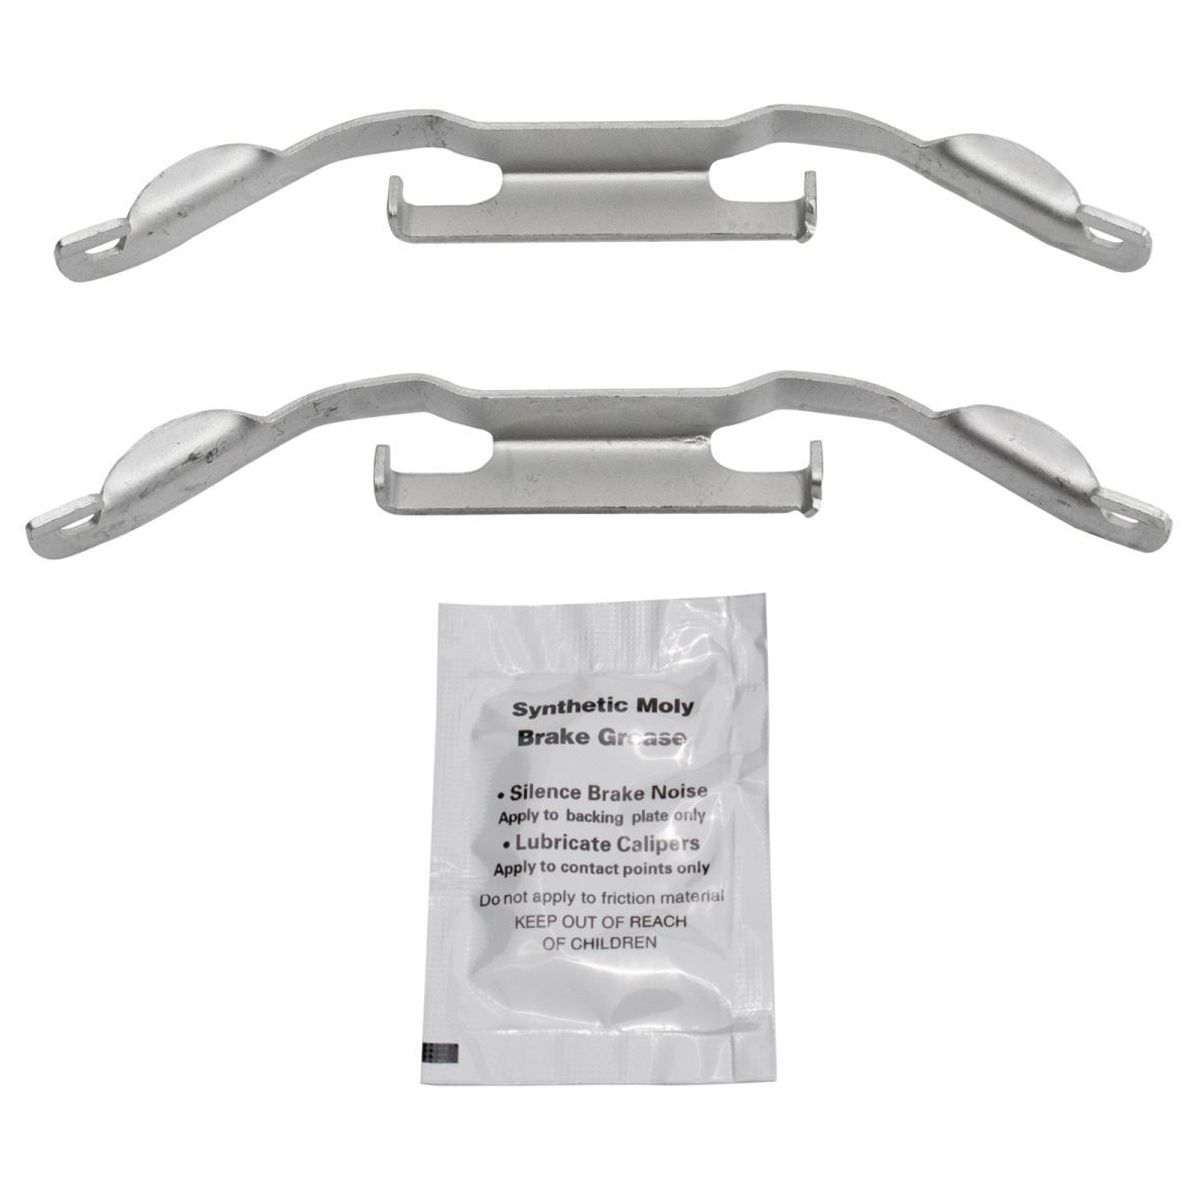 Synthetic Moly
Brake Grease
• Silence Brake Noise
Apply to backing plate only
• Lubricate Calipers
Apply to contact points only
Do not apply to friction material
KEEP OUT OF REACH
OF CHILDREN